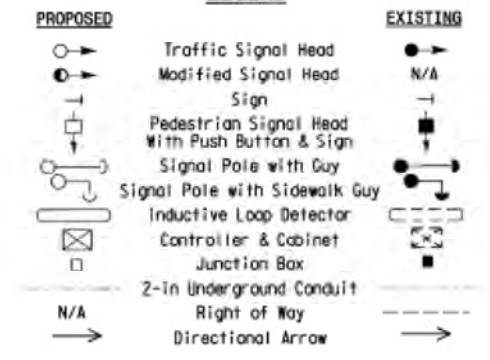 PROPOSED EXISTING
Traffic Signal Head
Modified Signal Head N/A
Sign
Pedestrian Signal Head
With Push Button & Sign
Signal Pole with Guy
Signal Pole with Sidewalk Guy
Inductive Loop Detector
Controller & Cabinet
Junction Box
2-in Underground Conduit
N/A Right of Way
Directional Arrow